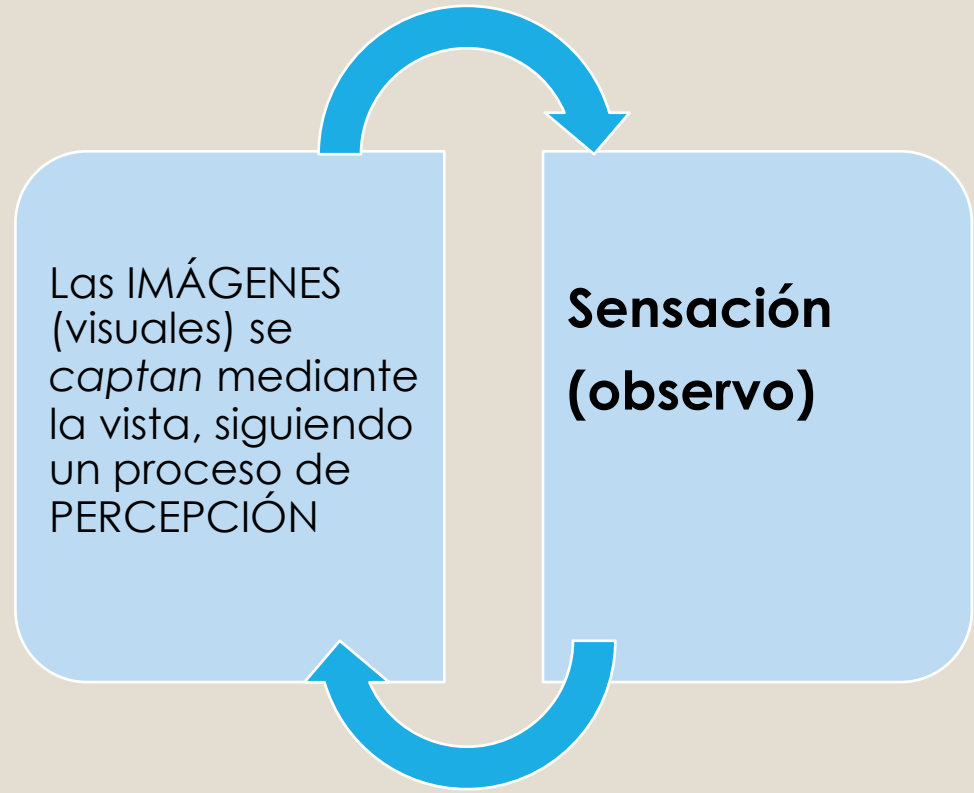 Las IMÁGENES
(visuales) se
captan mediante
la vista, siguiendo
un proceso de
PERCEPCIÓN
Sensación
(observo)